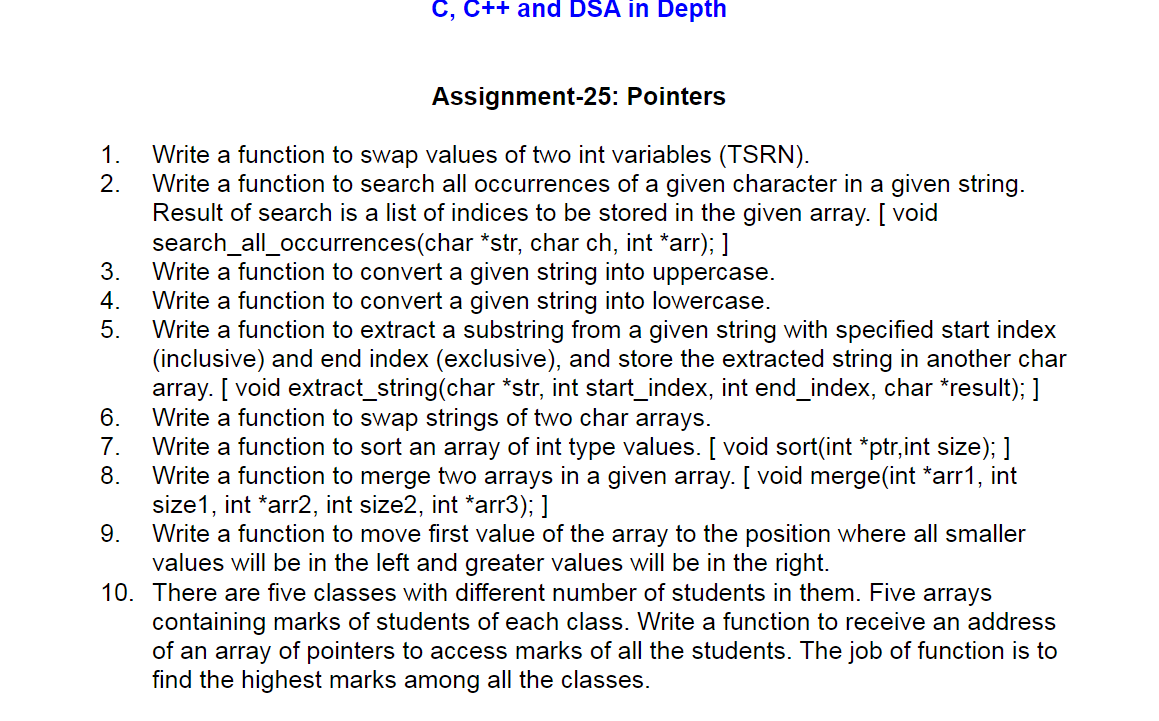 C, C++ and DSA in Depth
Assignment-25: Pointers
1. Write a function to swap values of two int variables (TSRN).
2. Write a function to search all occurrences of a given character in a given string.
Result of search is a list of indices to be stored in the given array. [ void
search_all_occurrences(char *str, char ch, int *arr); ]
3. Write a function to convert a given string into uppercase.
4. Write a function to convert a given string into lowercase.
5. Write a function to extract a substring from a given string with specified start index
(inclusive) and end index (exclusive), and store the extracted string in another char
array. [ void extract_string(char *str, int start_index, int end_index, char *result); ]
6. Write a function to swap strings of two char arrays.
7. Write a function to sort an array of int type values. [ void sort(int *ptr,int size); ]
8. Write a function to merge two arrays in a given array. [ void merge(int *arr1, int
size1, int *arr2, int size2, int *arr3); ]
9. Write a function to move first value of the array to the position where all smaller
values will be in the left and greater values will be in the right.
10. There are five classes with different number of students in them. Five arrays
containing marks of students of each class. Write a function to receive an address
of an array of pointers to access marks of all the students. The job of function is to
find the highest marks among all the classes.